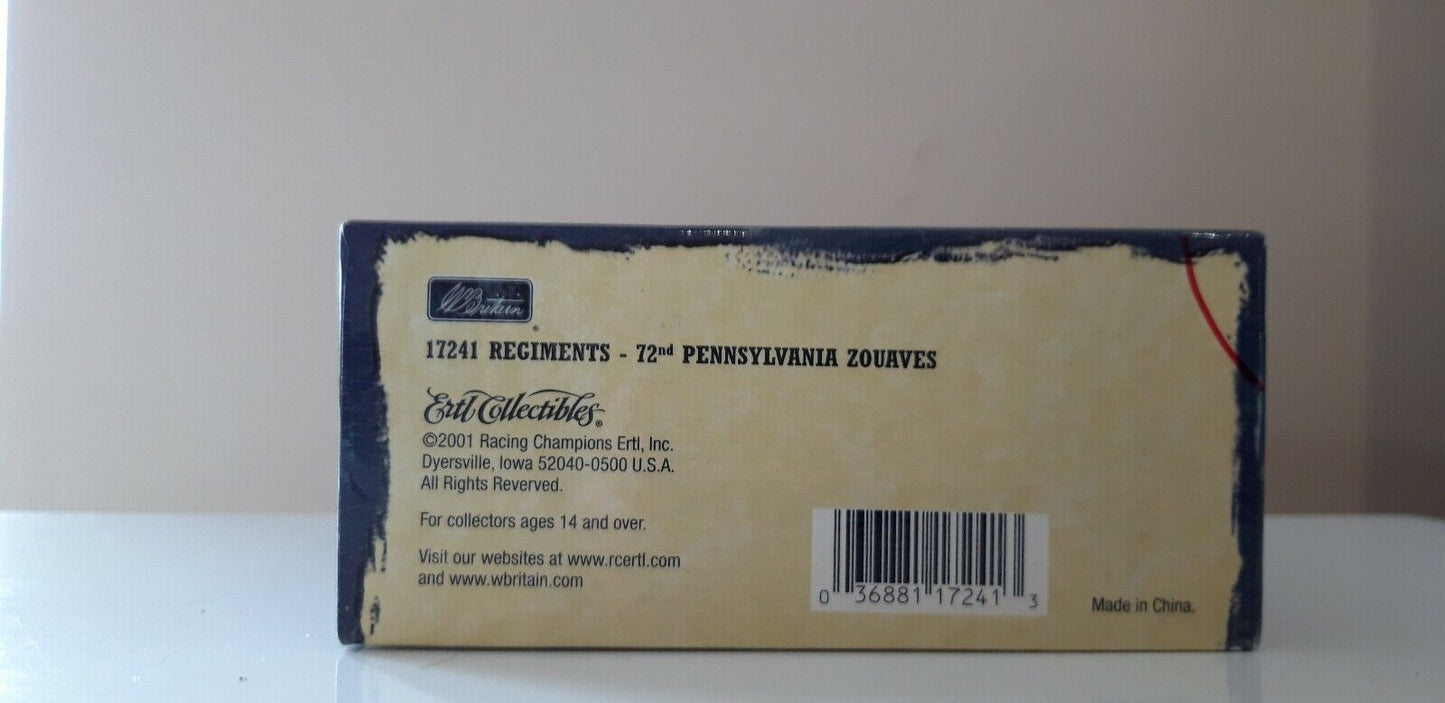 WBritain®
17241 REGIMENTS - 72nd PENNSYLVANIA ZOUAVES
Ertl Collectibles®
©2001 Racing Champions Ertl, Inc.
Dyersville, Iowa 52040-0500 U.S.A.
All Rights Reverved.
For collectors ages 14 and over.
Visit our websites at www.rcertl.com
and www.wbritain.com
0 36881 17241 3
Made in China.